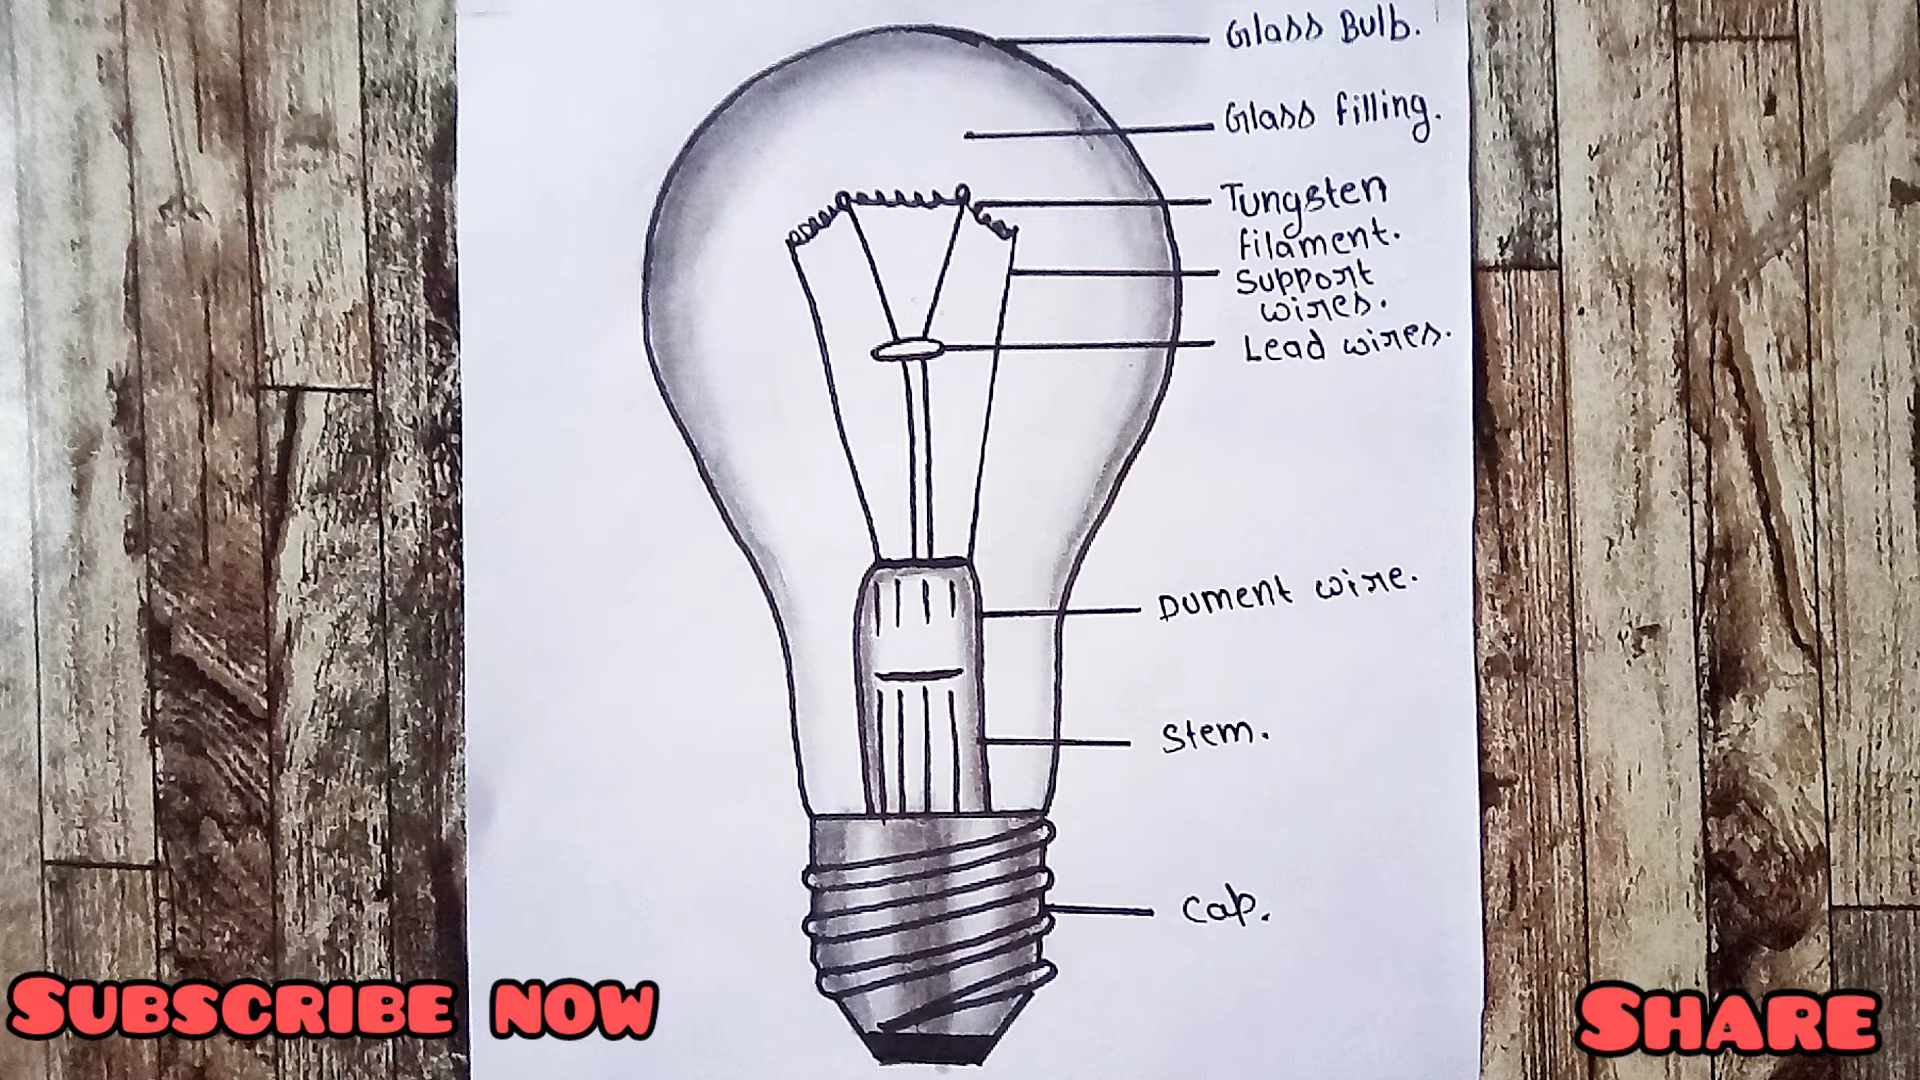 Glass Bulb.
Glass filling.
Tungsten
filament.
Support
wires.
Lead wires.
Dument wire.
Stem.
Cap.
Subscribe now
Share